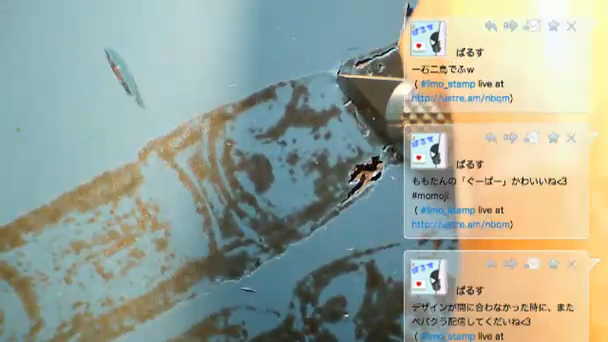 ぱるす
一石二鳥でふw
( #limo_stamp live at
http://ustre.am/nbqm)
ぱるす
ももたんの「ぐーぱー」かわいいね<3
#momoji
( #limo_stamp live at
http://ustre.am/nbqm)
ぱるす
デザインが間に合わなかった時に、また
ペパクラ配信してくだいね<3
( #limo_stamp live at